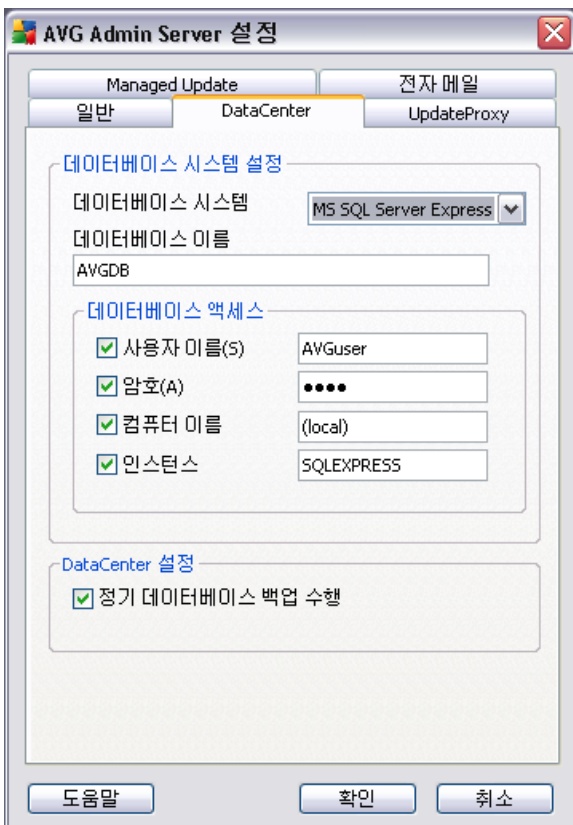 AVG Admin Server 설정
Managed Update
전자 메일
일반
DataCenter
UpdateProxy
데이터베이스 시스템 설정
데이터베이스 시스템
MS SQL Server Express
데이터베이스 이름
AVGDB
데이터베이스 액세스
사용자 이름(S)
AVGuser
암호(A)
••••
컴퓨터 이름
(local)
인스턴스
SQLEXPRESS
DataCenter 설정
정기 데이터베이스 백업 수행
도움말
확인
취소